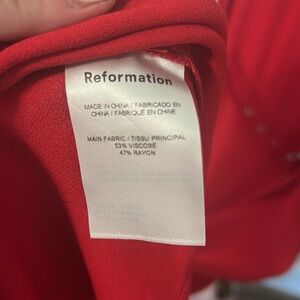 Reformation
MADE IN CHINA / FABRICADO EN
CHINA / FABRIQUÉ EN CHINE
MAIN FABRIC / TISSU PRINCIPAL
53% VISCOSE
47% RAYON